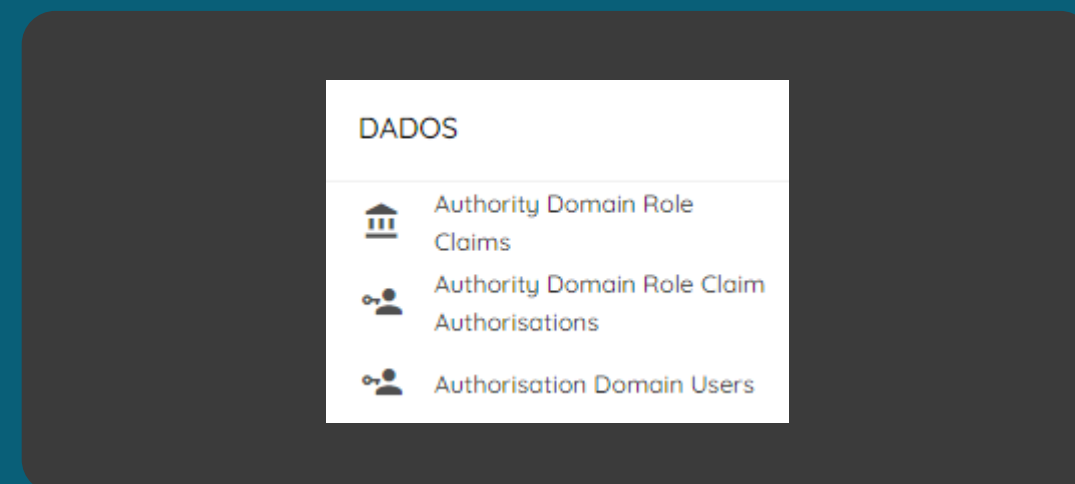 DADOS
Authority Domain Role
Claims
Authority Domain Role Claim
Authorisations
Authorisation Domain Users